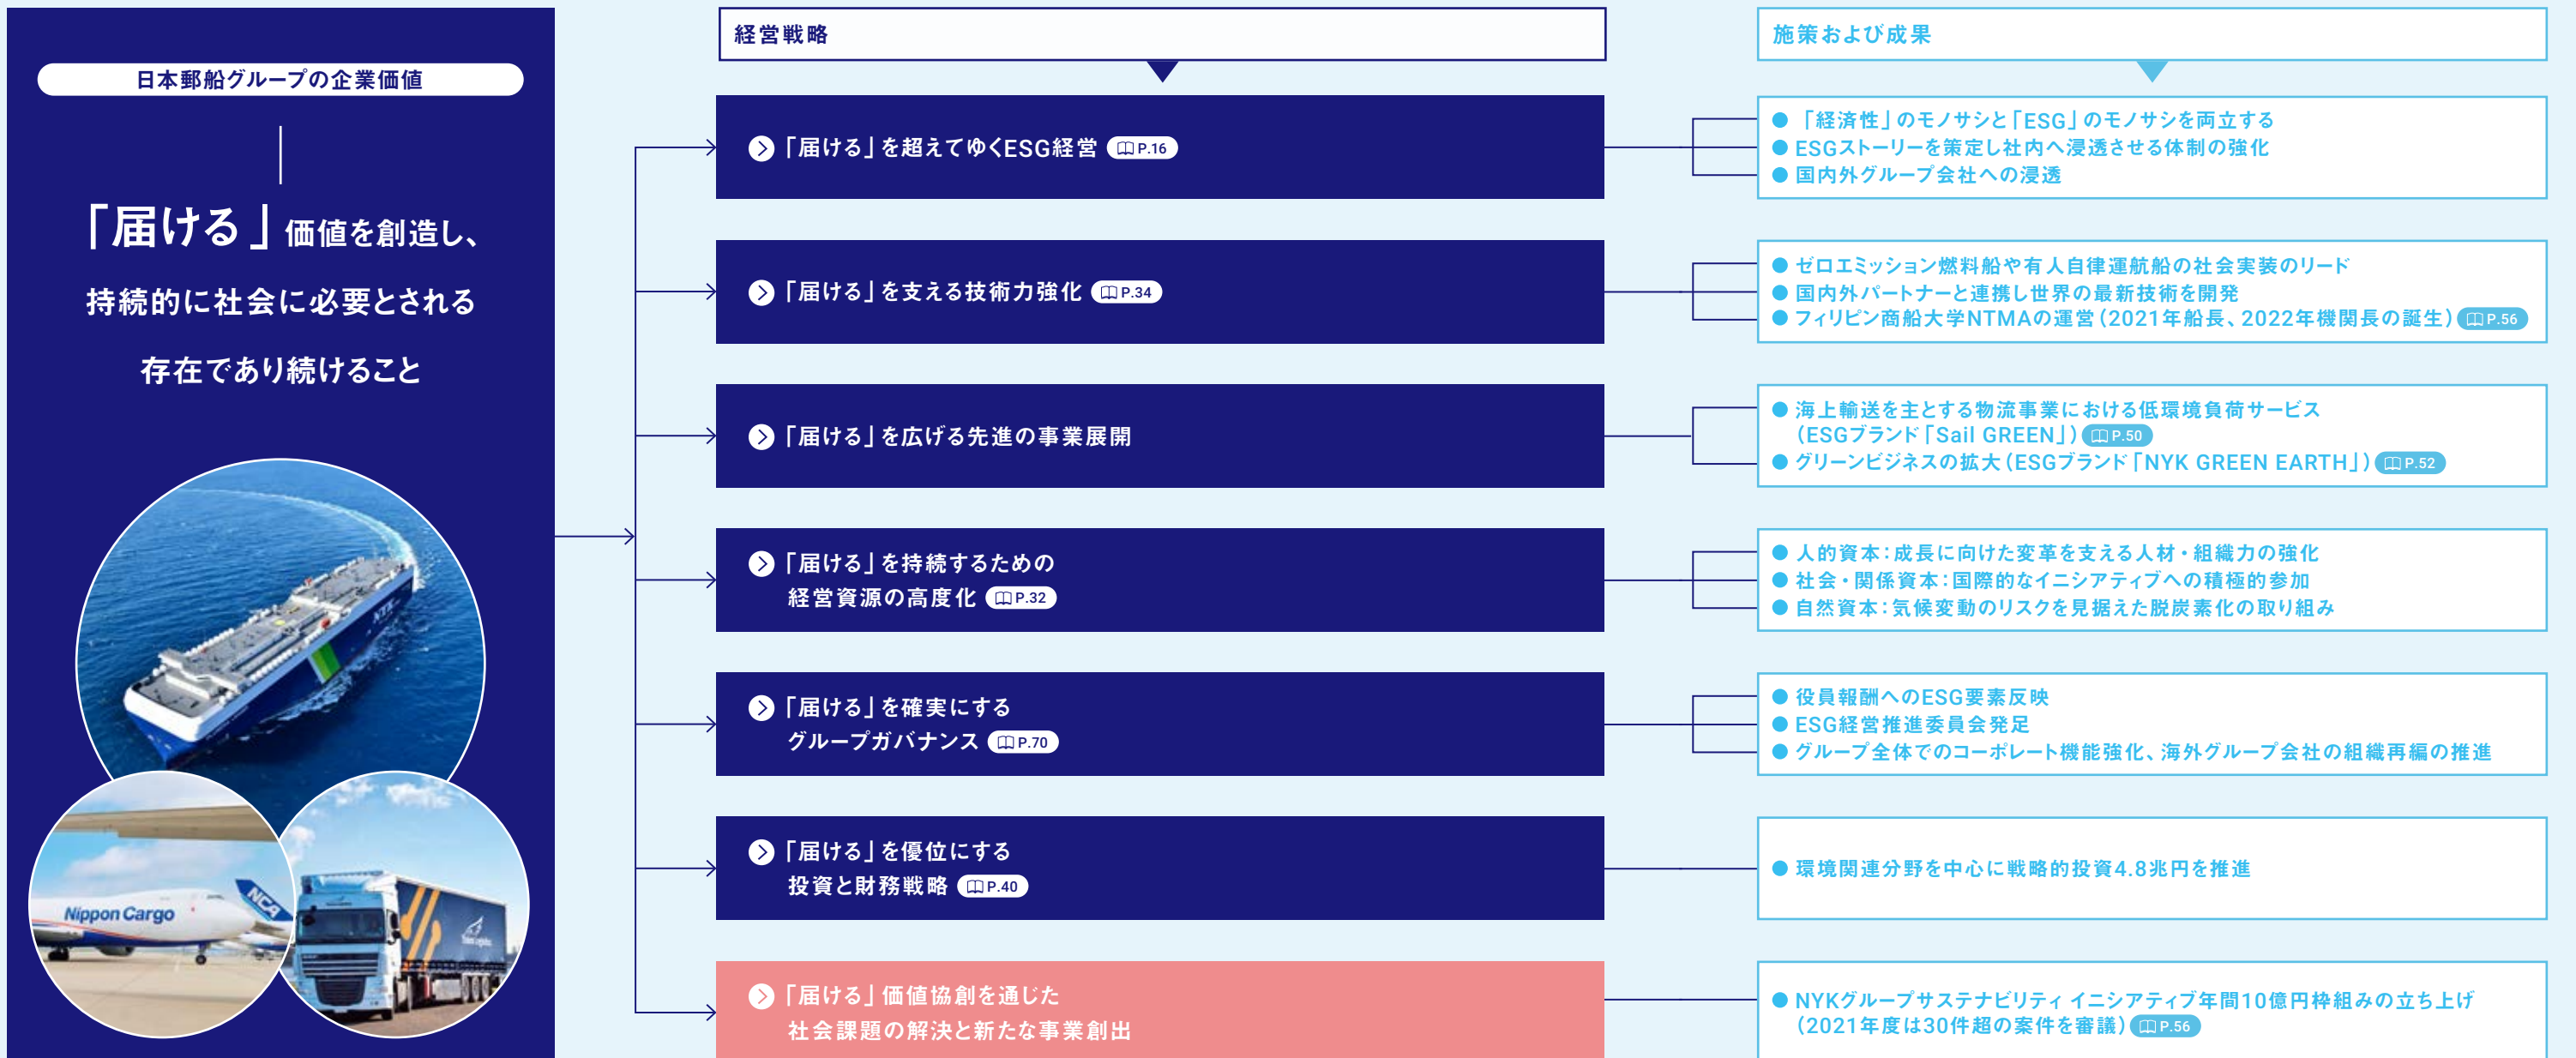 日本郵船グループの企業価値
「届ける」価値を創造し、
持続的に社会に必要とされる
存在であり続けること
NYK
Nippon Cargo
NCA
経営戦略
「届ける」を超えてゆくESG経営 P.16
「届ける」を支える技術力強化 P.34
「届ける」を広げる先進の事業展開
「届ける」を持続するための
経営資源の高度化 P.32
「届ける」を確実にする
グループガバナンス P.70
「届ける」を優位にする
投資と財務戦略 P.40
「届ける」価値協創を通じた
社会課題の解決と新たな事業創出
施策および成果
● 「経済性」のモノサシと「ESG」のモノサシを両立する
● ESGストーリーを策定し社内へ浸透させる体制の強化
● 国内外グループ会社への浸透
● ゼロエミッション燃料船や有人自律運航船の社会実装のリード
● 国内外パートナーと連携し世界の最新技術を開発
● フィリピン商船大学NTMAの運営(2021年船長、2022年機関長の誕生) P.56
● 海上輸送を主とする物流事業における低環境負荷サービス
(ESGブランド「Sail GREEN」) P.50
● グリーンビジネスの拡大(ESGブランド「NYK GREEN EARTH」) P.52
● 人的資本:成長に向けた変革を支える人材・組織力の強化
● 社会・関係資本:国際的なイニシアティブへの積極的参加
● 自然資本:気候変動のリスクを見据えた脱炭素化の取り組み
● 役員報酬へのESG要素反映
● ESG経営推進委員会発足
● グループ全体でのコーポレート機能強化、海外グループ会社の組織再編の推進
● 環境関連分野を中心に戦略的投資4.8兆円を推進
● NYKグループサステナビリティ イニシアティブ年間10億円枠組みの立ち上げ
(2021年度は30件超の案件を審議) P.56